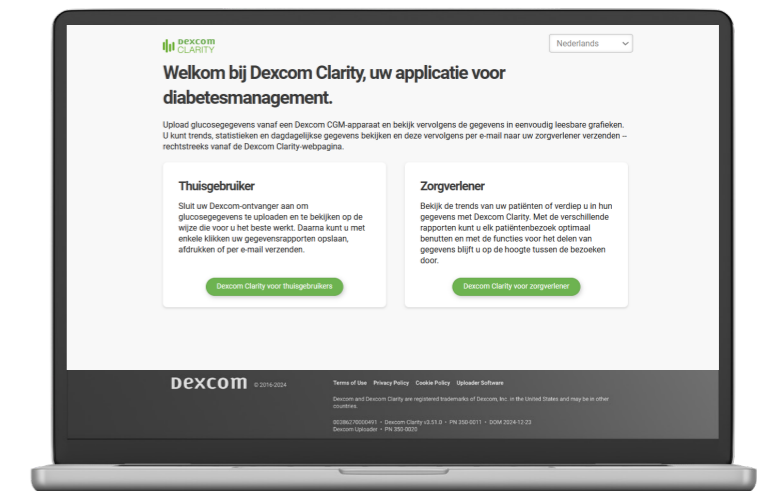 Dexcom
CLARITY
Nederlands
Welkom bij Dexcom Clarity, uw applicatie voor
diabetesmanagement.
Upload glucosegegevens vanaf een Dexcom CGM-apparaat en bekijk vervolgens de gegevens in eenvoudig leesbare grafieken.
U kunt trends, statistieken en dagdagelijkse gegevens bekijken en deze vervolgens per e-mail naar uw zorgverlener verzenden –
rechtstreeks vanaf de Dexcom Clarity-webpagina.
Thuisgebruiker
Sluit uw Dexcom-ontvanger aan om
glucosegegevens te uploaden en te bekijken op de
wijze die voor u het beste werkt. Daarna kunt u met
enkele klikken uw gegevensrapporten opslaan,
afdrukken of per e-mail verzenden.
Dexcom Clarity voor thuisgebruikers
Zorgverlener
Bekijk de trends van uw patiënten of verdiep u in hun
gegevens met Dexcom Clarity. Met de verschillende
rapporten kunt u elk patiëntenbezoek optimaal
benutten en met de functies voor het delen van
gegevens blijft u op de hoogte tussen de bezoeken
door.
Dexcom Clarity voor zorgverlener
Dexcom © 2016-2024
Terms of Use Privacy Policy Cookie Policy Uploader Software
Dexcom and Dexcom Clarity are registered trademarks of Dexcom, Inc. in the United States and may be in other
countries.
00386270000491 • Dexcom Clarity v3.51.0 • PN 350-0011 • DOM 2024-12-23
Dexcom Uploader • PN 350-0020